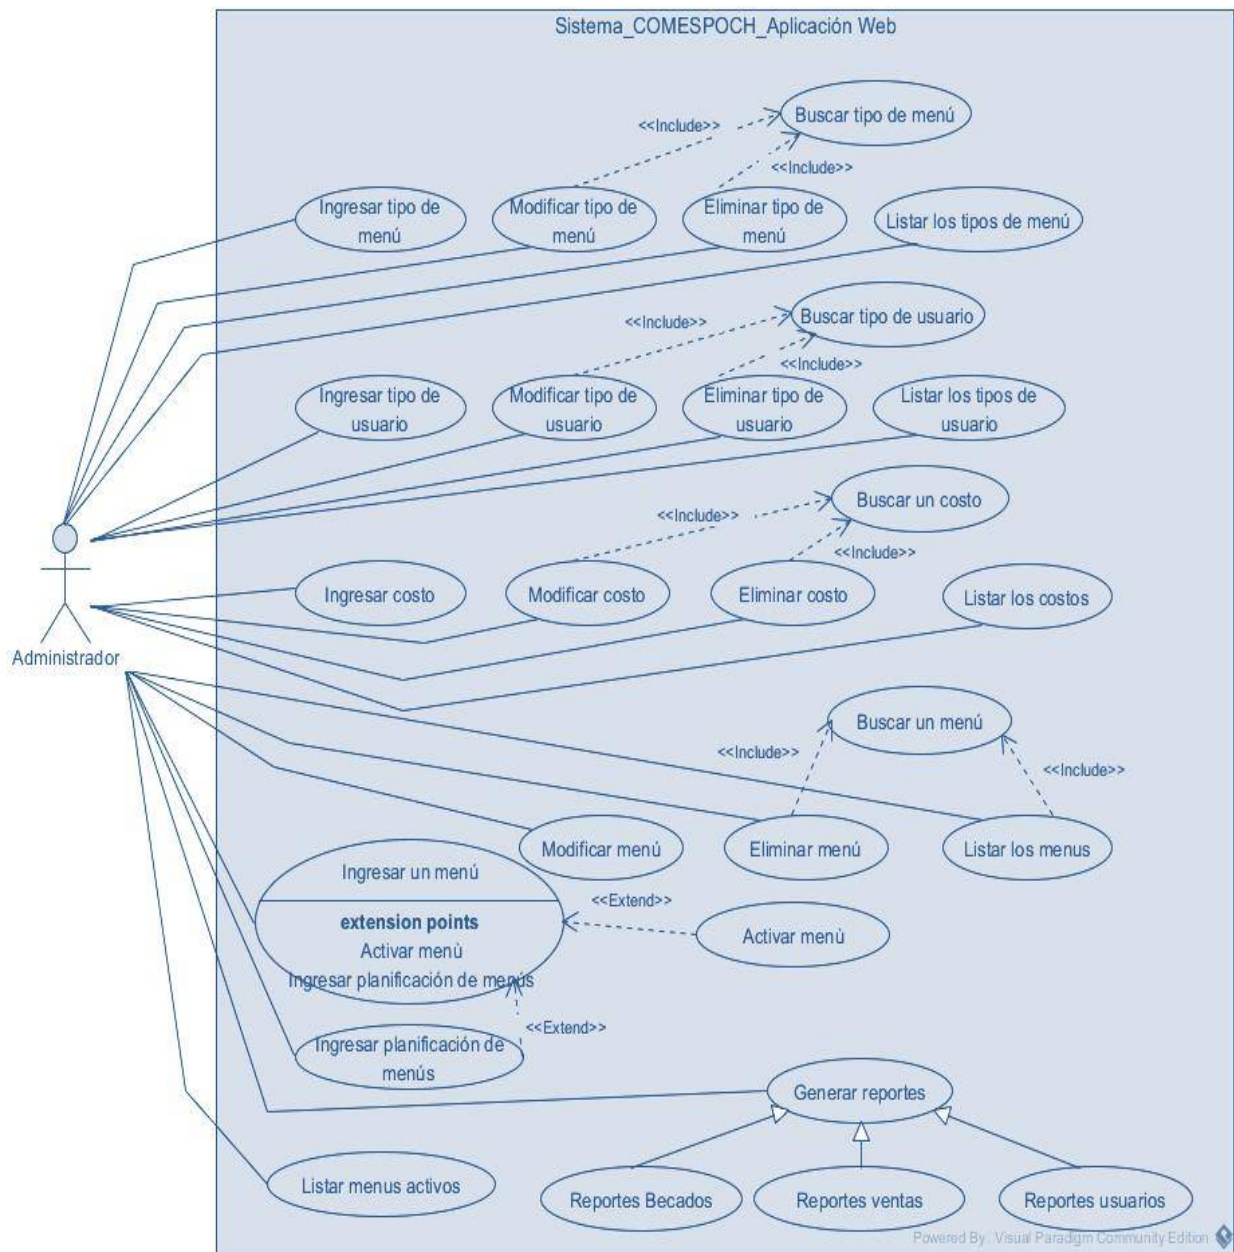 Sistema_COMESPOCH_Aplicación Web
Buscar tipo de menú
<<Include>>
<<Include>>
Ingresar tipo de
menú
Modificar tipo de
menú
Eliminar tipo de
menú
Listar los tipos de menú
Buscar tipo de usuario
<<Include>>
<<Include>>
Ingresar tipo de
usuario
Modificar tipo de
usuario
Eliminar tipo de
usuario
Listar los tipos de
usuario
Buscar un costo
<<Include>>
<<Include>>
Ingresar costo
Modificar costo
Eliminar costo
Listar los costos
Administrador
Buscar un menú
<<Include>>
<<Include>>
Modificar menú
Eliminar menú
Listar los menus
Ingresar un menú
extension points
Activar menù
Ingresar planificación de menús
<<Extend>>
Activar menù
<<Extend>>
Ingresar planificación de
menús
Generar reportes
Listar menus activos
Reportes Becados
Reportes ventas
Reportes usuarios
Powered By: Visual Paradigm Community Edition